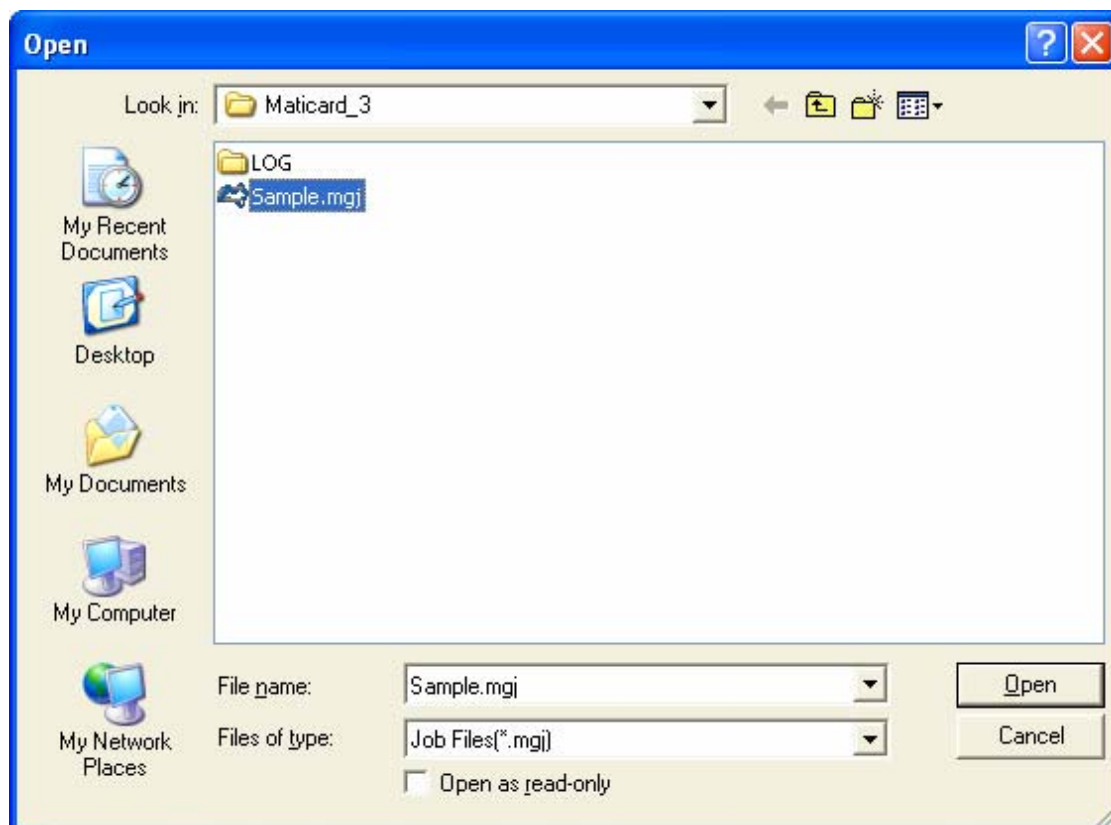 Open
Look in:
Maticard_3
LOG
Sample.mgj
My Recent
Documents
Desktop
My Documents
My Computer
My Network
Places
File name:
Sample.mgj
Open
Files of type:
Job Files(*.mgj)
Cancel
Open as read-only